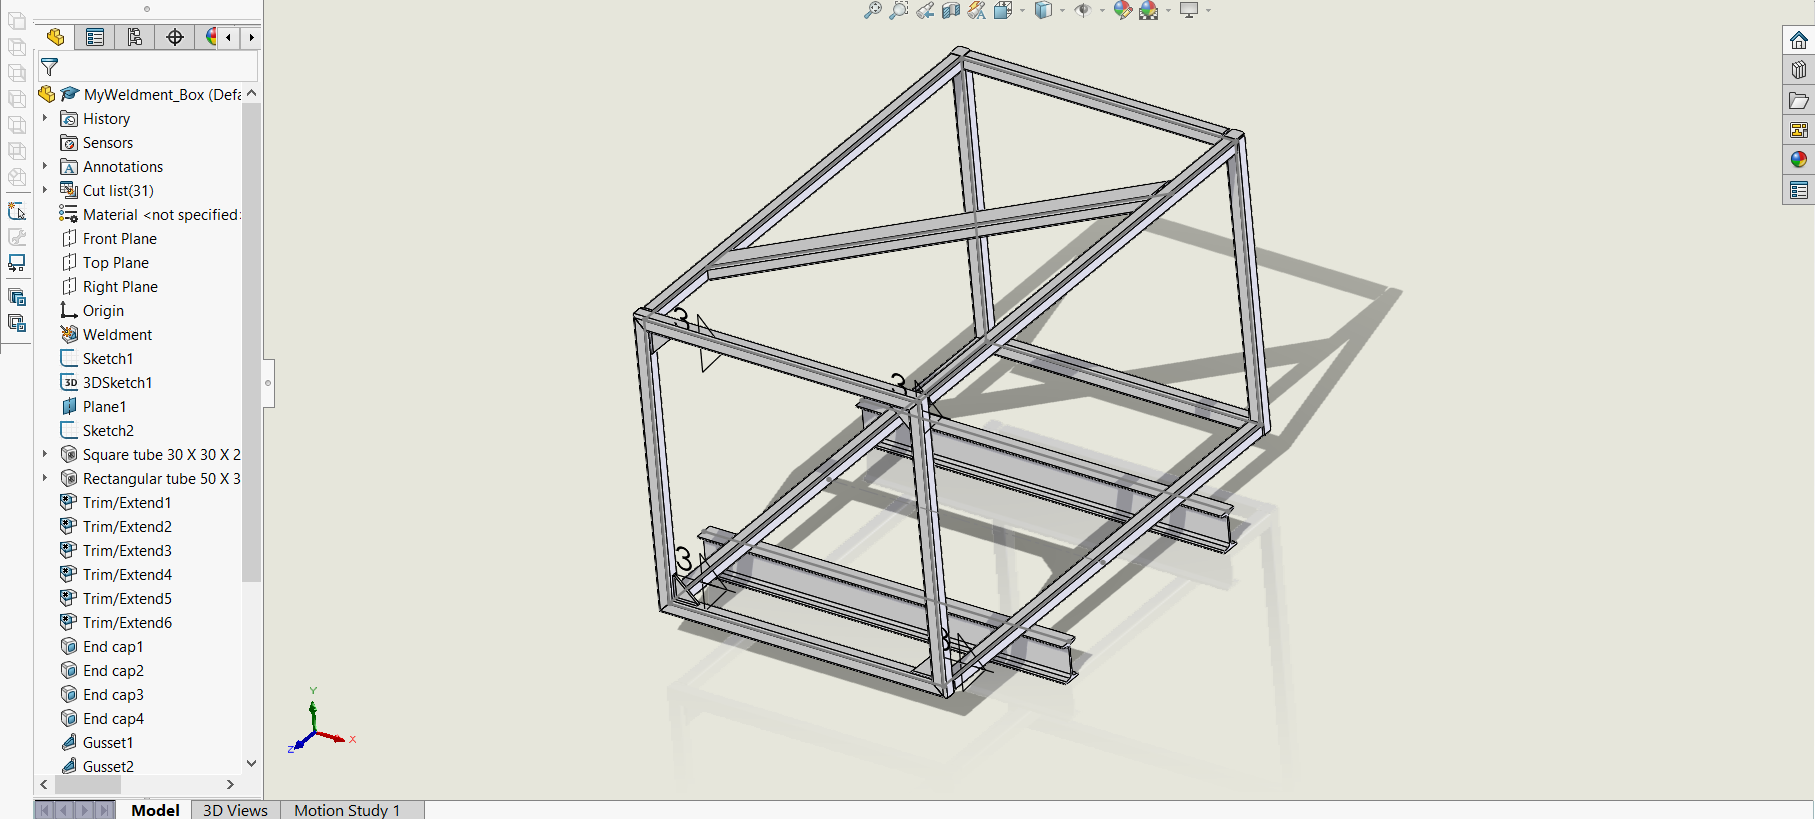 MyWeldment_Box (Defa
History
Sensors
A Annotations
Cut list(31)
Material <not specified>
Front Plane
Top Plane
Right Plane
Origin
Weldment
Sketch1
3D 3DSketch1
Plane1
Sketch2
Square tube 30 X 30 X 2
Rectangular tube 50 X 3
Trim/Extend1
Trim/Extend2
Trim/Extend3
Trim/Extend4
Trim/Extend5
Trim/Extend6
End cap1
End cap2
End cap3
End cap4
Gusset1
Gusset2
3
3
3
3
Y
X
Z
Model 3D Views Motion Study 1